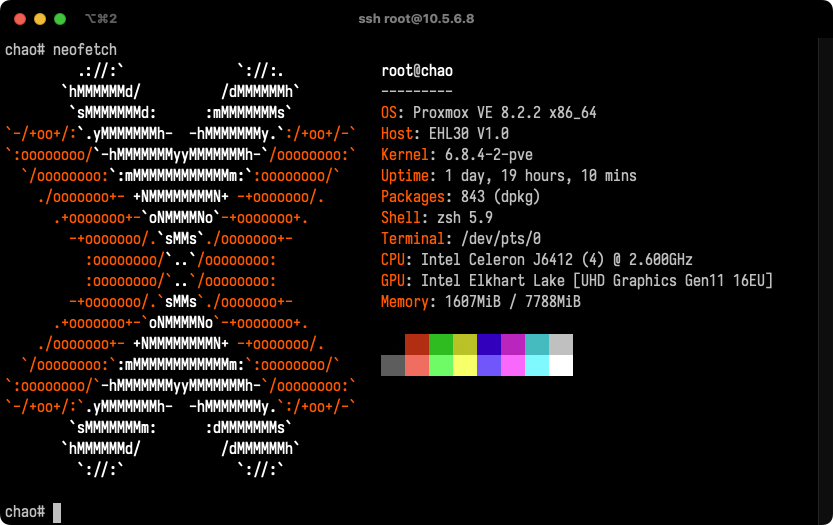 ⌥⌘2 ssh root@10.5.6.8
chao# neofetch
.://:` `://:. root@chao
`hMMMMMMd/ /dMMMMMMh` ---------
`sMMMMMMMd: :mMMMMMMMs` OS: Proxmox VE 8.2.2 x86_64
`-/+oo+/:`.yMMMMMMMh- -hMMMMMMMy.`:/+oo+/-` Host: EHL30 V1.0
`:oooooooo/`-hMMMMMMMyyMMMMMMMh-`/oooooooo:` Kernel: 6.8.4-2-pve
`/oooooooo:`:mMMMMMMMMMMMMm:`:oooooooo/` Uptime: 1 day, 19 hours, 10 mins
./ooooooo+- +NMMMMMMMMN+ -+ooooooo/. Packages: 843 (dpkg)
.+ooooooo+-`oNMMMMNo`-+ooooooo+. Shell: zsh 5.9
-+ooooooo/.`sMMs`./ooooooo+- Terminal: /dev/pts/0
:oooooooo/`..`/oooooooo: CPU: Intel Celeron J6412 (4) @ 2.600GHz
:oooooooo/`..`/oooooooo: GPU: Intel Elkhart Lake [UHD Graphics Gen11 16EU]
-+ooooooo/.`sMMs`./ooooooo+- Memory: 1607MiB / 7788MiB
.+ooooooo+-`oNMMMMNo`-+ooooooo+.
./ooooooo+- +NMMMMMMMMN+ -+ooooooo/.
`/oooooooo:`:mMMMMMMMMMMMMm:`:oooooooo/`
`:oooooooo/`-hMMMMMMMyyMMMMMMMh-`/oooooooo:`
`-/+oo+/:`.yMMMMMMMh- -hMMMMMMMy.`:/+oo+/-`
`sMMMMMMMm: :dMMMMMMMs`
`hMMMMMMd/ /dMMMMMMh`
`://:` `://:`
chao#